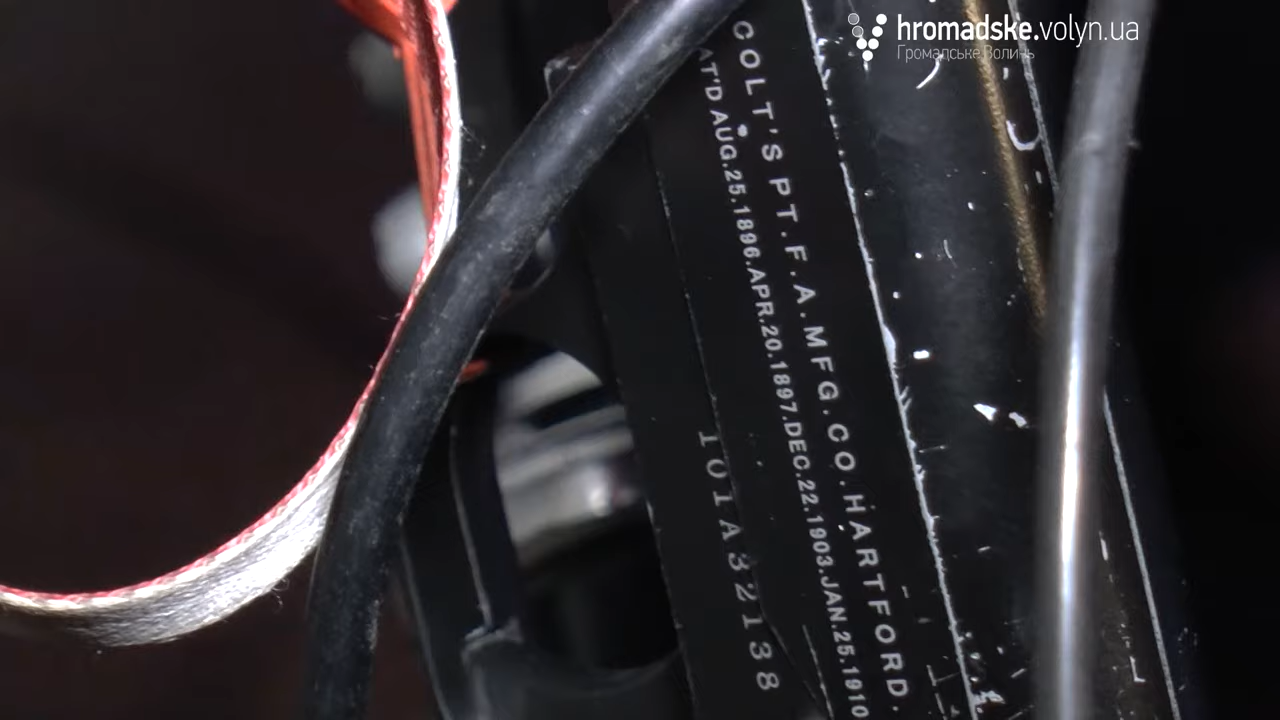 hromadske.volyn.ua
Громадське Волинь
COLT'S PT.F.A.MFG.CO.HARTFORD.
AT'D AUG.25.1896.APR.20.1897.DEC.22.1903.JAN.25.1910
101A32138